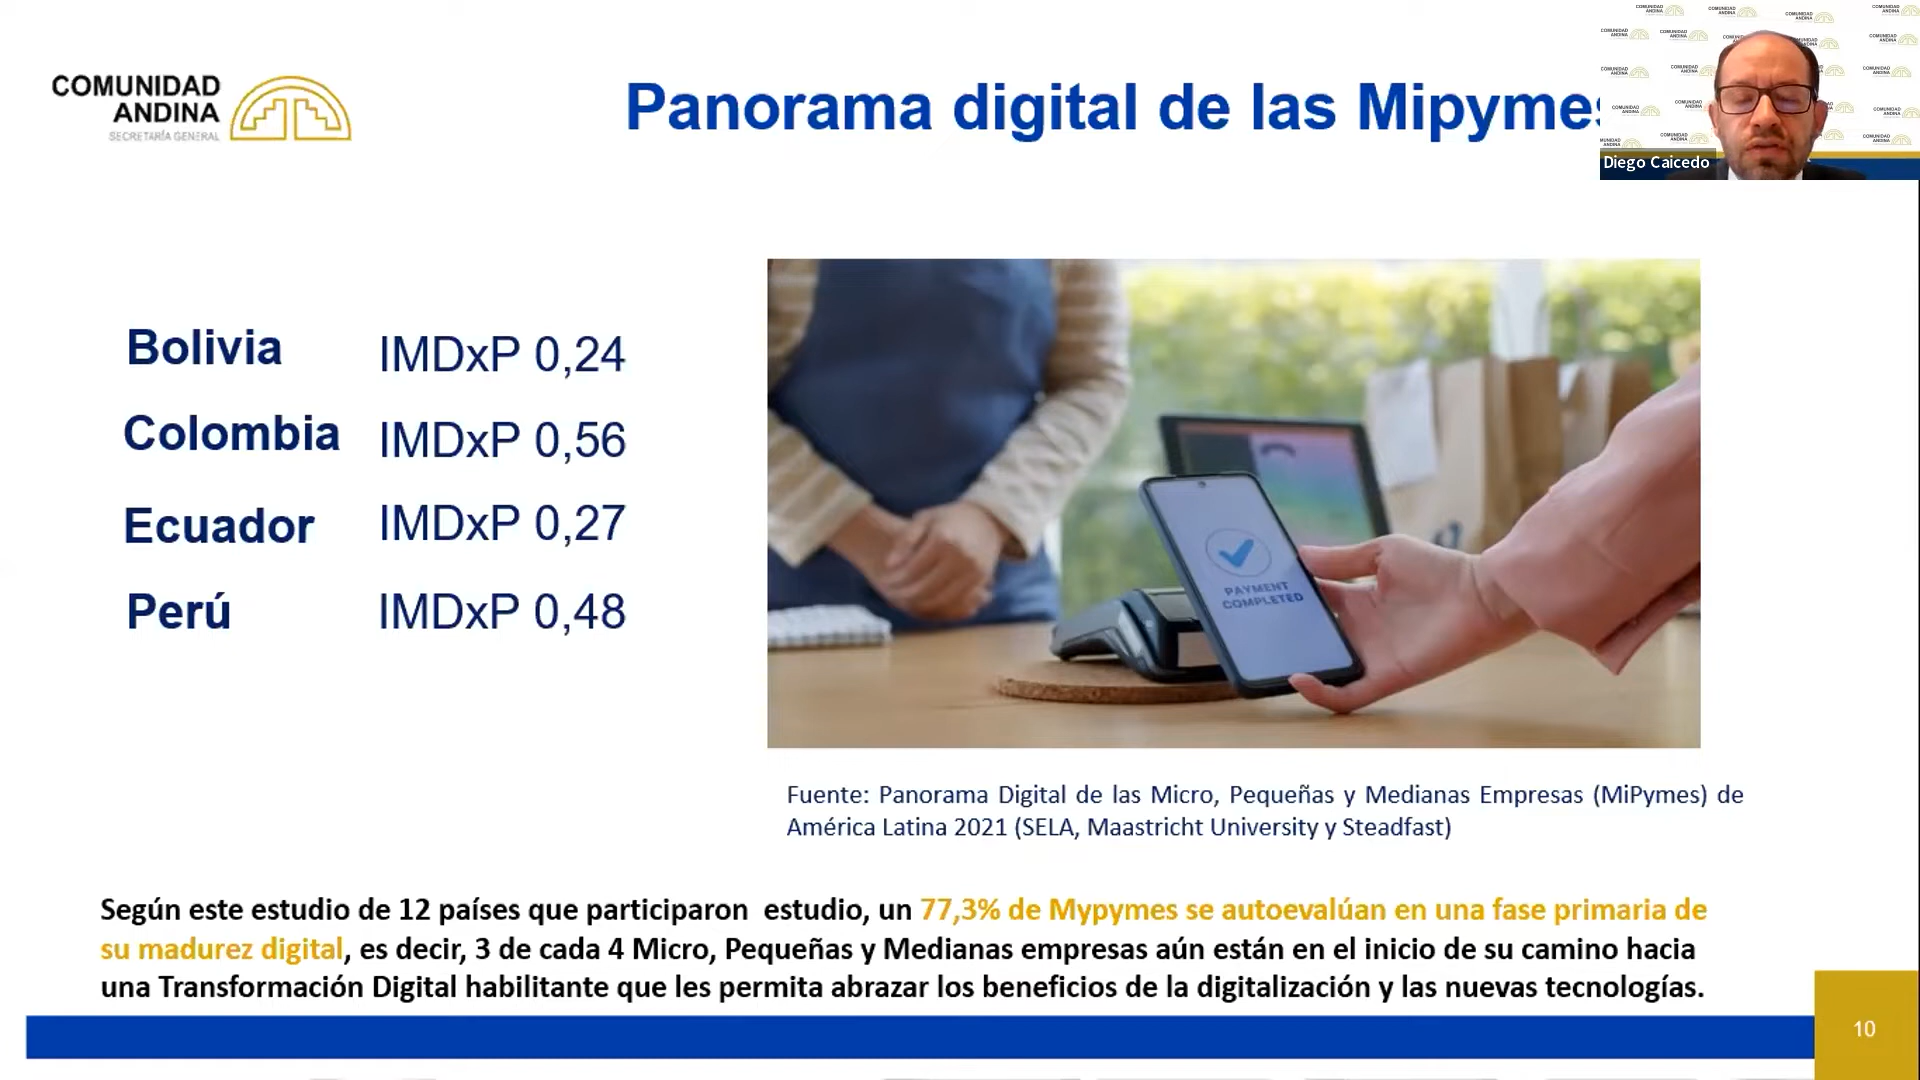 COMUNIDAD
ANDINA
SECRETARÍA GENERAL
Panorama digital de las Mipymes
Diego Caicedo
Bolivia IMDxP 0,24
Colombia IMDxP 0,56
Ecuador IMDxP 0,27
Perú IMDxP 0,48
PAYMENT
COMPLETED
Fuente: Panorama Digital de las Micro, Pequeñas y Medianas Empresas (MiPymes) de
América Latina 2021 (SELA, Maastricht University y Steadfast)
Según este estudio de 12 países que participaron estudio, un 77,3% de Mypymes se autoevalúan en una fase primaria de
su madurez digital, es decir, 3 de cada 4 Micro, Pequeñas y Medianas empresas aún están en el inicio de su camino hacia
una Transformación Digital habilitante que les permita abrazar los beneficios de la digitalización y las nuevas tecnologías.
10